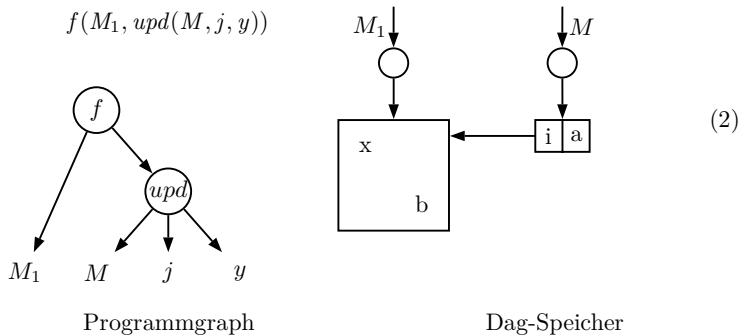 f(M₁, upd(M, j, y))
M₁ M
f
i a
x
(2)
upd
b
M₁ M j y
Programmgraph Dag-Speicher